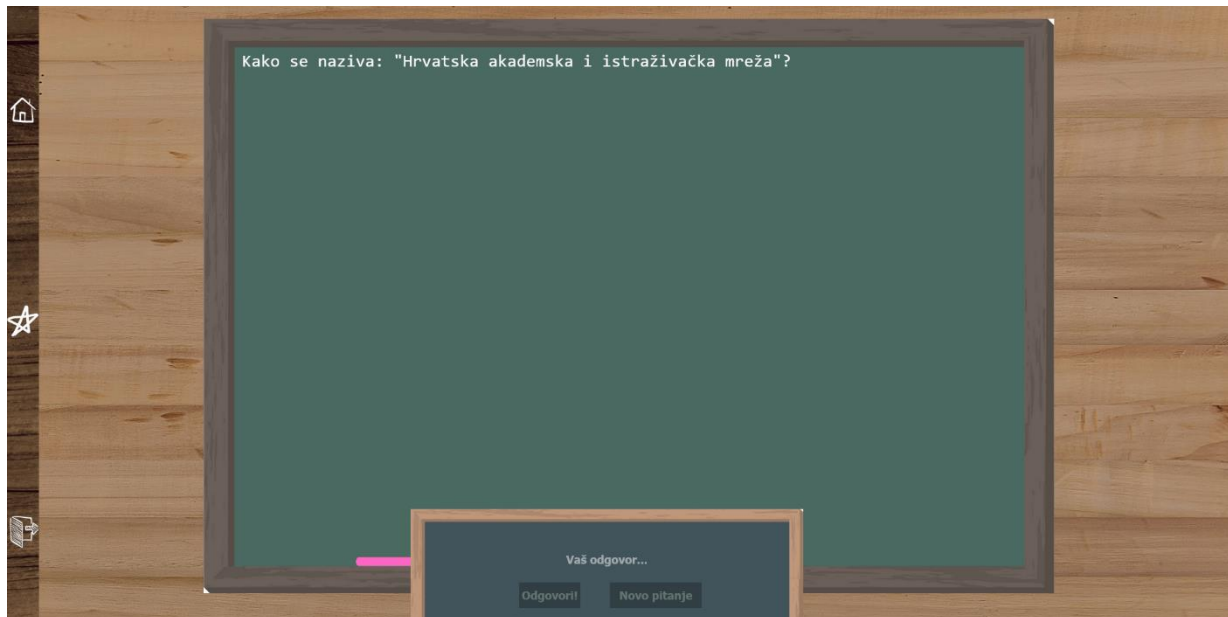 Kako se naziva: "Hrvatska akademska i istraživačka mreža"?
Vaš odgovor...
Odgovori!
Novo pitanje